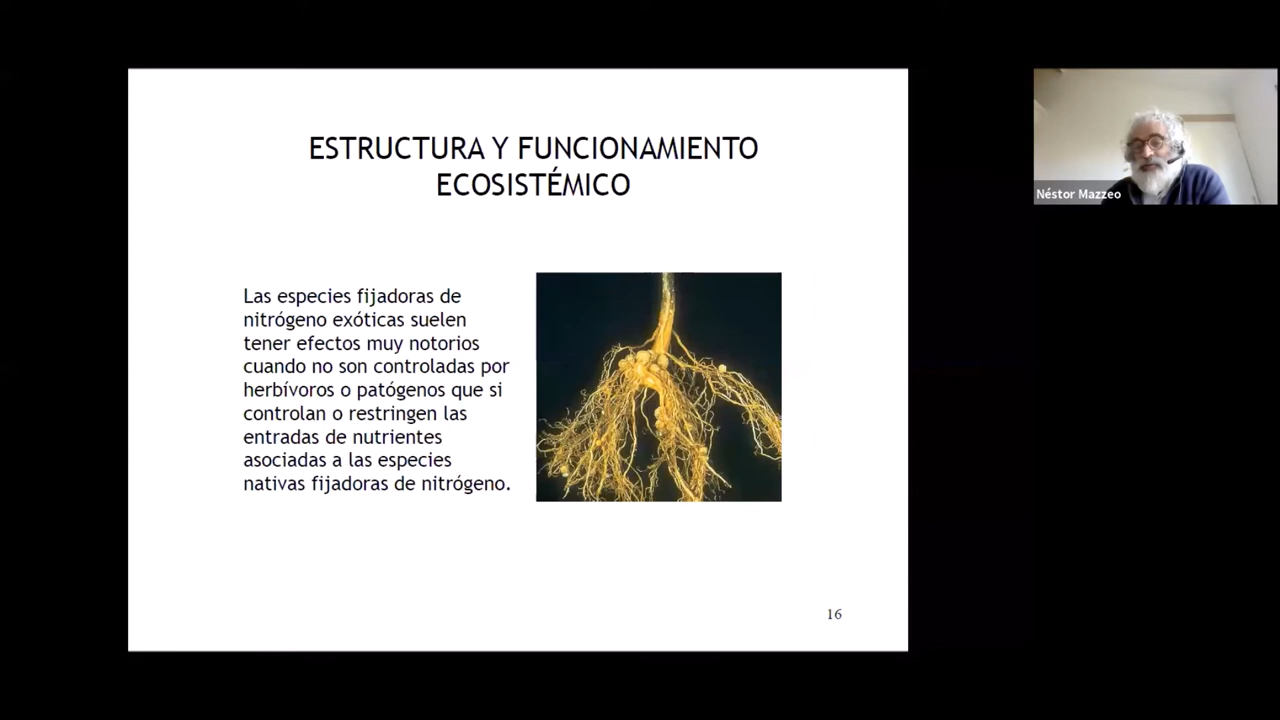 ESTRUCTURA Y FUNCIONAMIENTO
ECOSISTÉMICO
Las especies fijadoras de
nitrógeno exóticas suelen
tener efectos muy notorios
cuando no son controladas por
herbívoros o patógenos que si
controlan o restringen las
entradas de nutrientes
asociadas a las especies
nativas fijadoras de nitrógeno.
16
Néstor Mazzeo